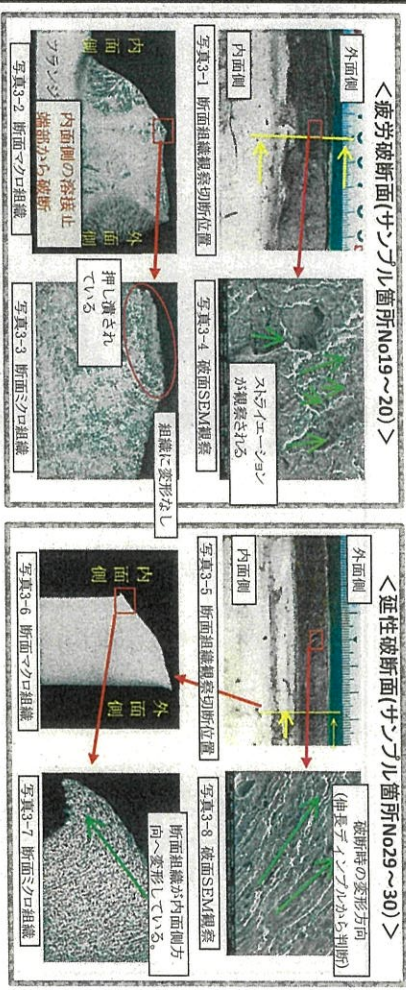 ＜疲労破断面(サンプル箇所No19～20)＞
外面側
内面側
写真3-1 断面組織観察切断位置
ストライエーション
が観察される
写真3-4 破面SEM観察
内面側
フランジ
内面側の溶接止
端部から破断
外面側
写真3-2 断面マクロ組織
押し潰され
ている
組織に変形なし
写真3-3 断面ミクロ組織
＜延性破断面(サンプル箇所No29～30)＞
外面側
内面側
写真3-5 断面組織観察切断位置
破断時の変形方向
(伸長ディンプルから判断)
写真3-8 破面SEM観察
内面側
外面側
写真3-6 断面マクロ組織
断面組織が内面側方
向へ変形している。
写真3-7 断面ミクロ組織